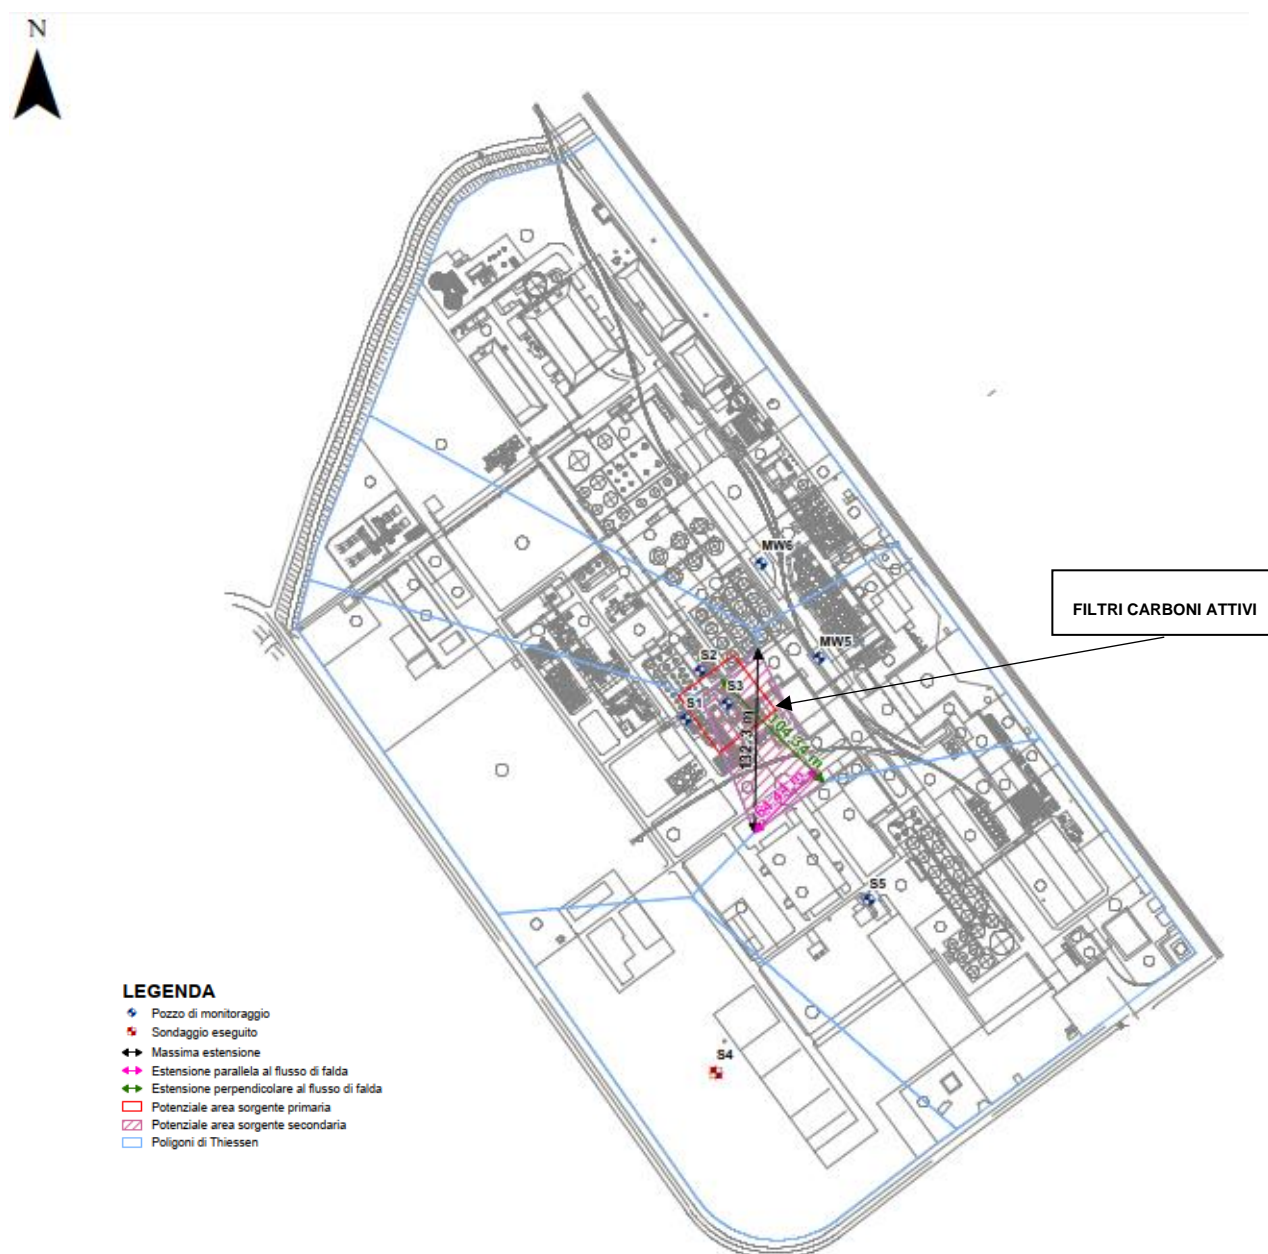 N
MW6
FILTRI CARBONI ATTIVI
MW5
S2
S3
S1
132.3 m
104.54 m
64.44 m
S5
S4
LEGENDA
Pozzo di monitoraggio
Sondaggio eseguito
Massima estensione
Estensione parallela al flusso di falda
Estensione perpendicolare al flusso di falda
Potenziale area sorgente primaria
Potenziale area sorgente secondaria
Poligoni di Thiessen